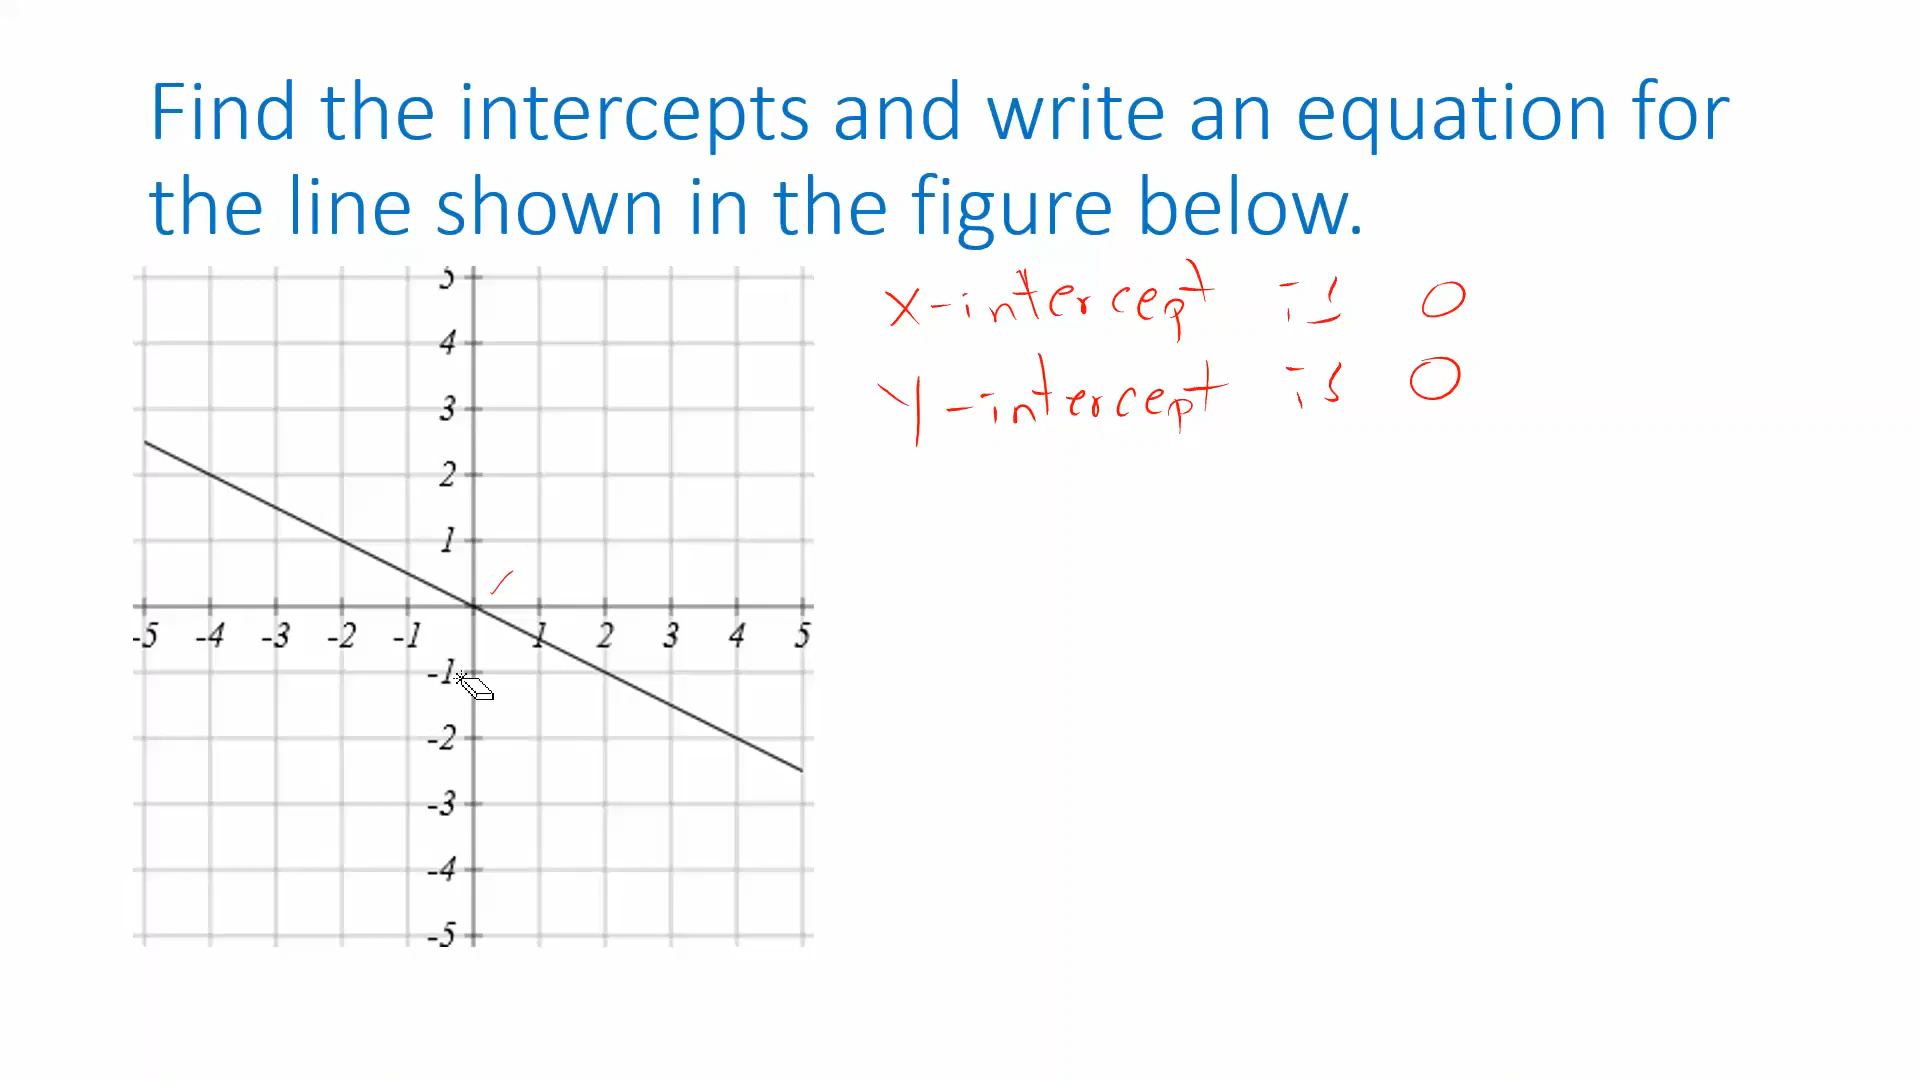 Find the intercepts and write an equation for
the line shown in the figure below.
x-intercept is 0
y-intercept is 0
5
4
3
2
1
-5 -4 -3 -2 -1 1 2 3 4 5
-1
-2
-3
-4
-5